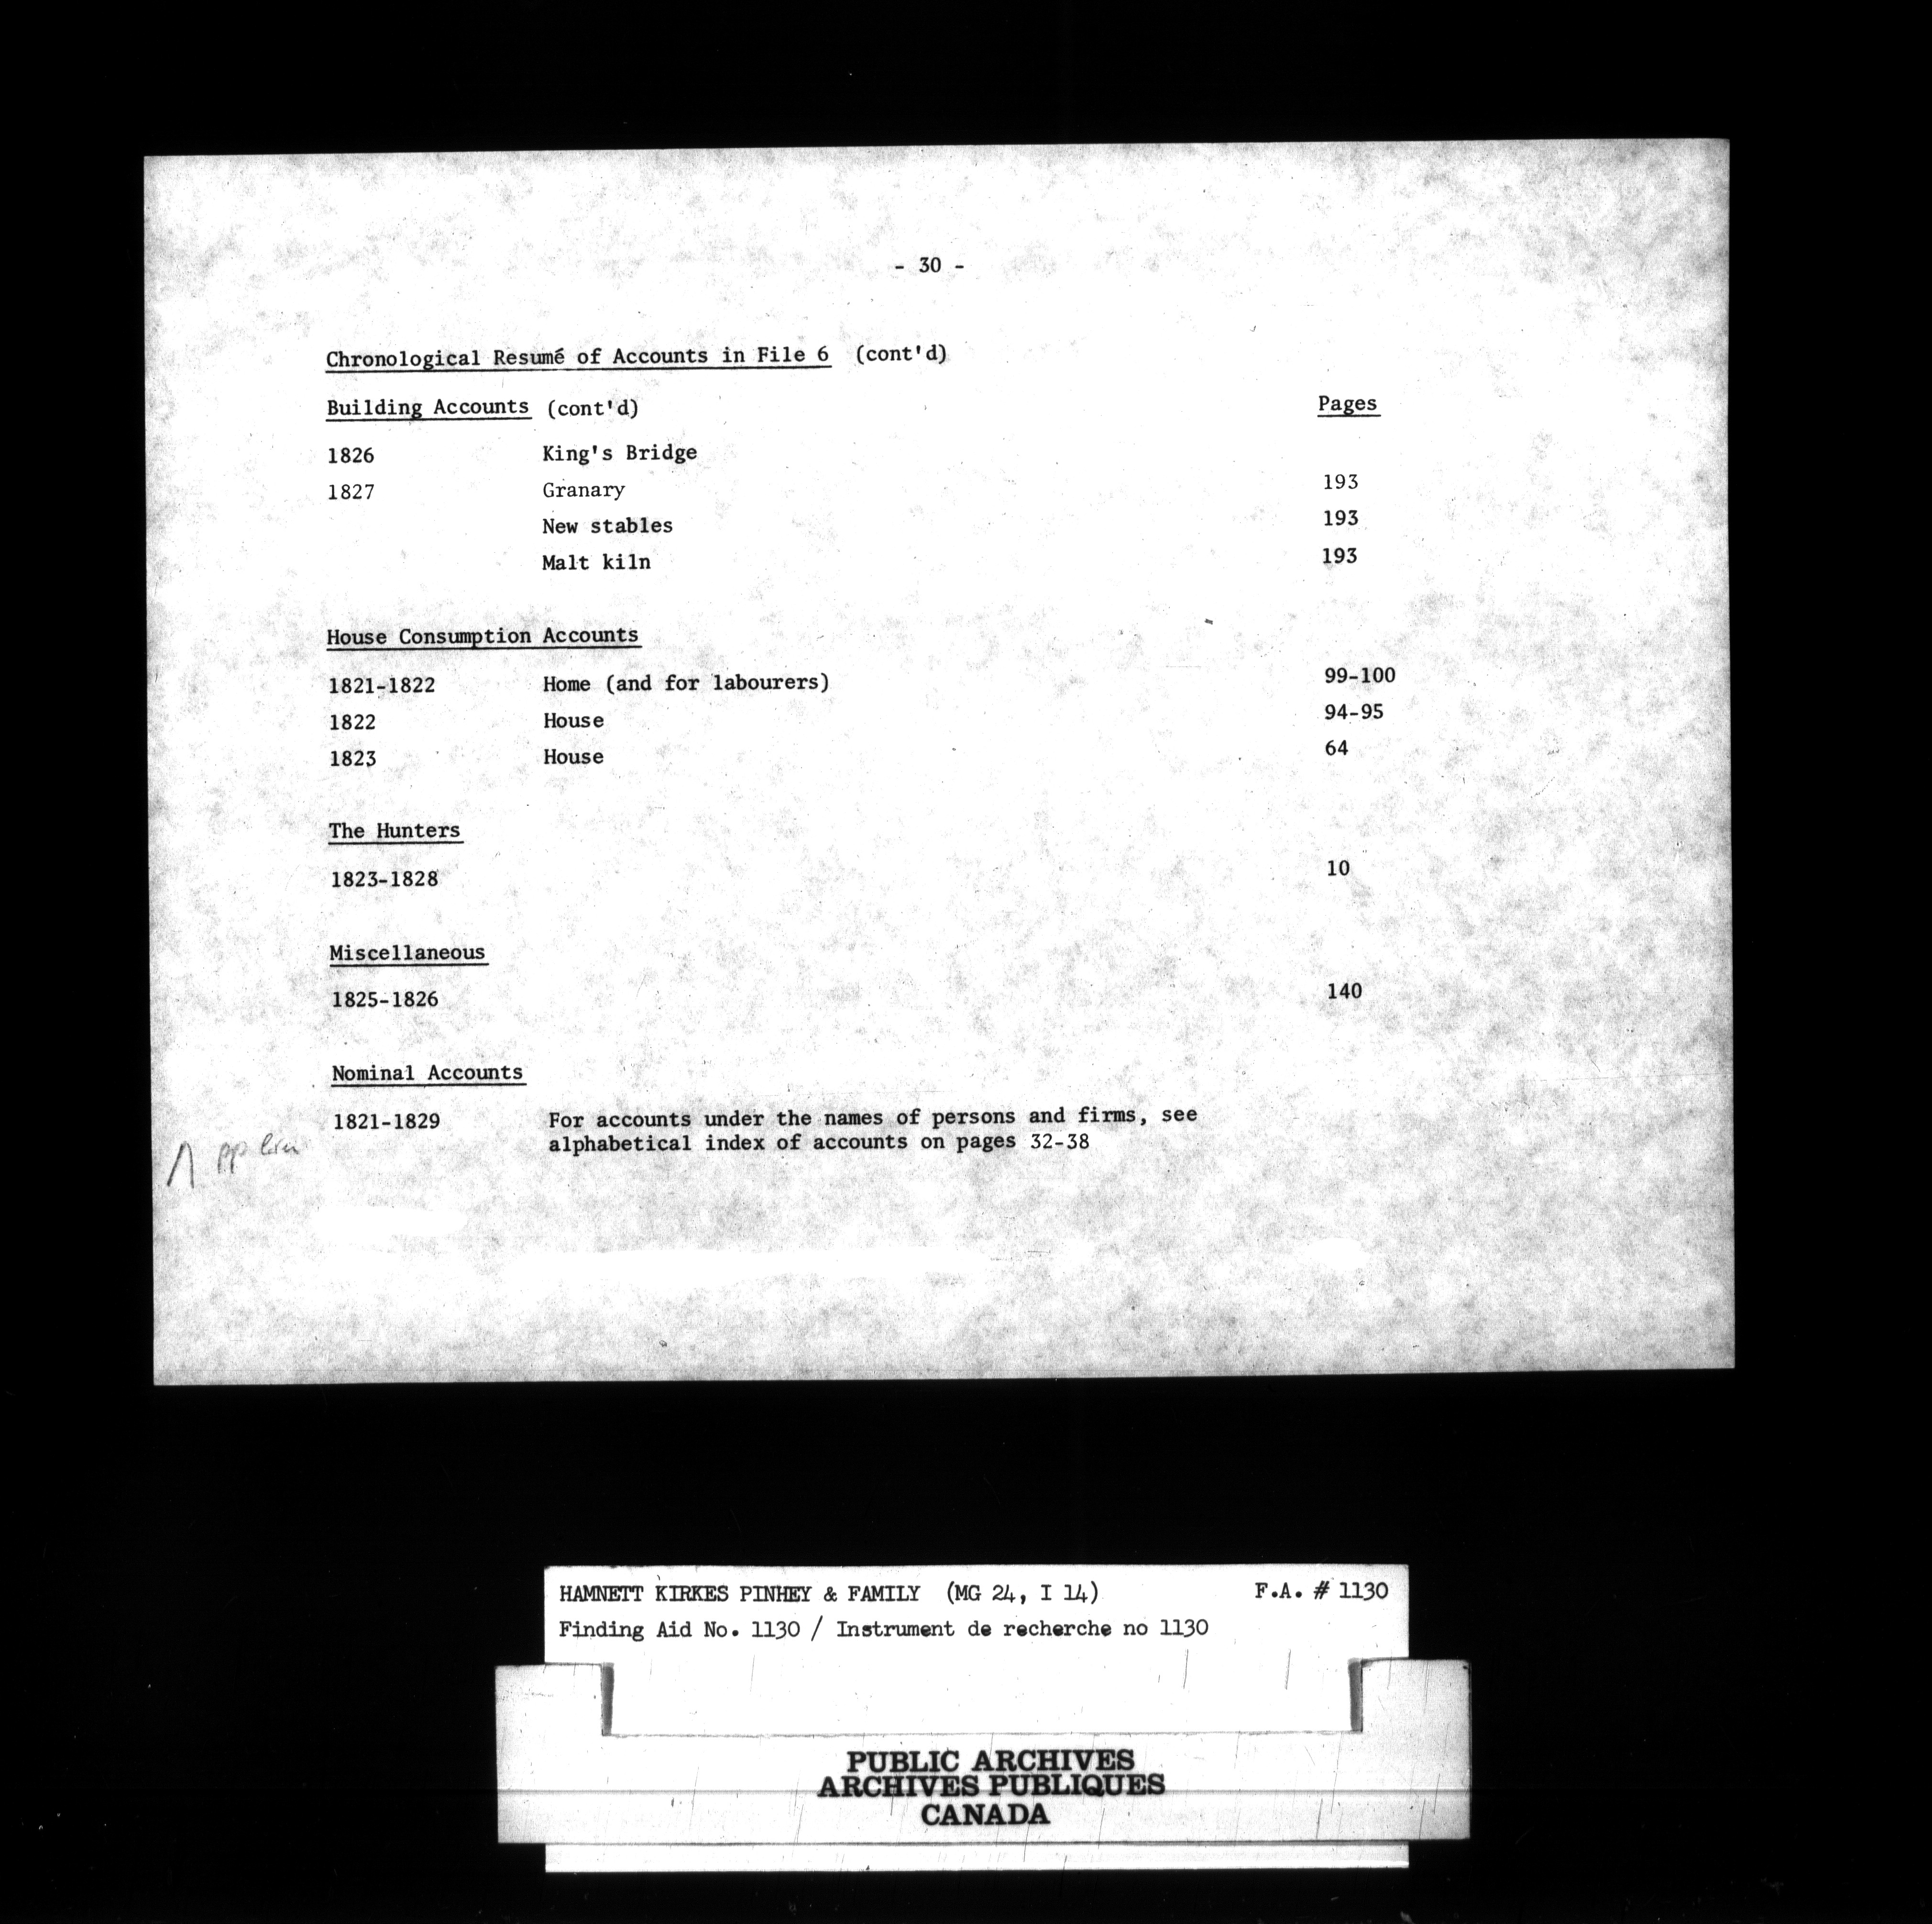 - 30 -
Chronological Resumé of Accounts in File 6 (cont'd)
Building Accounts (cont'd) Pages
1826 King's Bridge
1827 Granary 193
New stables 193
Malt kiln 193
House Consumption Accounts
1821-1822 Home (and for labourers) 99-100
1822 House 94-95
1823 House 64
The Hunters
1823-1828 10
Miscellaneous
1825-1826 140
Nominal Accounts
1821-1829 For accounts under the names of persons and firms, see
alphabetical index of accounts on pages 32-38
pp
HAMNETT KIRKES PINHEY & FAMILY (MG 24, I 14) F.A. # 1130
Finding Aid No. 1130 / Instrument de recherche no 1130
PUBLIC ARCHIVES
ARCHIVES PUBLIQUES
CANADA